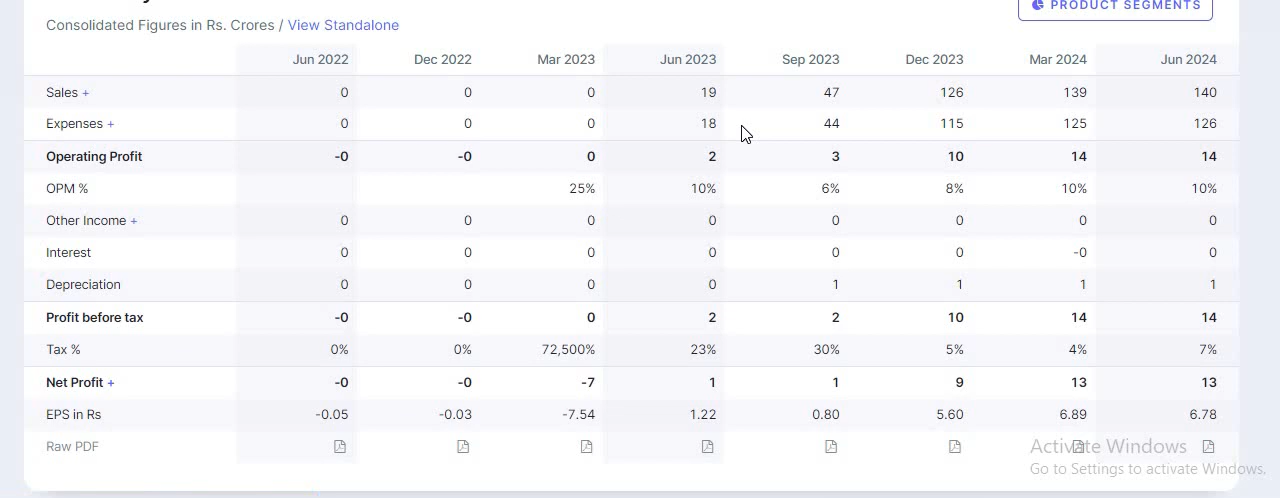 PRODUCT SEGMENTS
Consolidated Figures in Rs. Crores / View Standalone
Jun 2022 Dec 2022 Mar 2023 Jun 2023 Sep 2023 Dec 2023 Mar 2024 Jun 2024
Sales + 0 0 0 19 47 126 139 140
Expenses + 0 0 0 18 44 115 125 126
Operating Profit -0 -0 0 2 3 10 14 14
OPM % 25% 10% 6% 8% 10% 10%
Other Income + 0 0 0 0 0 0 0 0
Interest 0 0 0 0 0 0 -0 0
Depreciation 0 0 0 0 1 1 1 1
Profit before tax -0 -0 0 2 2 10 14 14
Tax % 0% 0% 72,500% 23% 30% 5% 4% 7%
Net Profit + -0 -0 -7 1 1 9 13 13
EPS in Rs -0.05 -0.03 -7.54 1.22 0.80 5.60 6.89 6.78
Raw PDF
Activate Windows
Go to Settings to activate Windows.